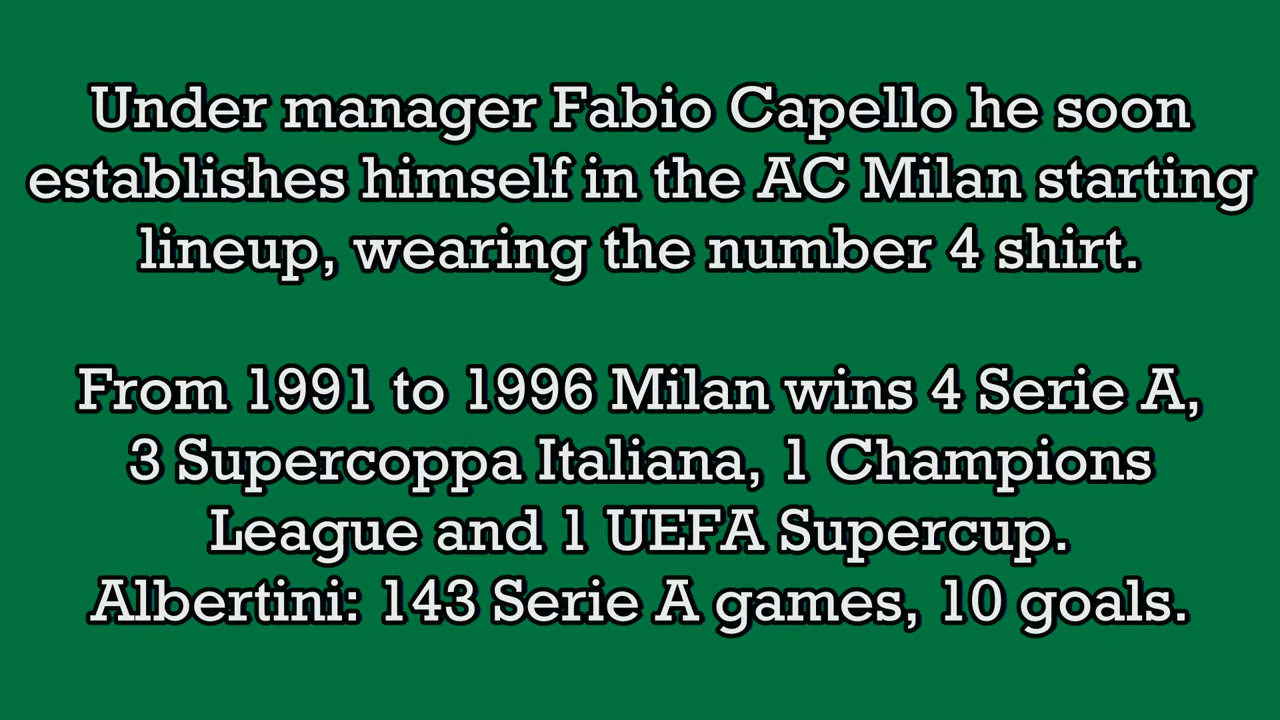 Under manager Fabio Capello he soon
establishes himself in the AC Milan starting
lineup, wearing the number 4 shirt.
From 1991 to 1996 Milan wins 4 Serie A,
3 Supercoppa Italiana, 1 Champions
League and 1 UEFA Supercup.
Albertini: 143 Serie A games, 10 goals.